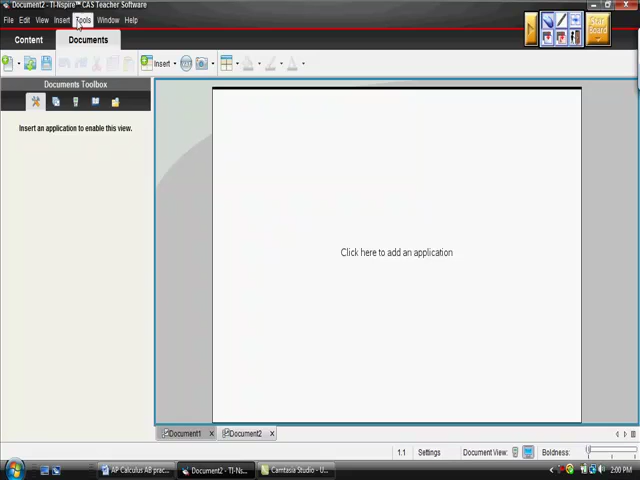 Document2 - TI-Nspire™ CAS Teacher Software
File Edit View Insert Tools Window Help
Content Documents
Star Board
Insert
Documents Toolbox
Insert an application to enable this view.
Click here to add an application
Document1 Document2
1.1 Settings Document View: Boldness:
AP Calculus AB prac... Document2 - TI-Ns... Camtasia Studio - U... 2:00 PM